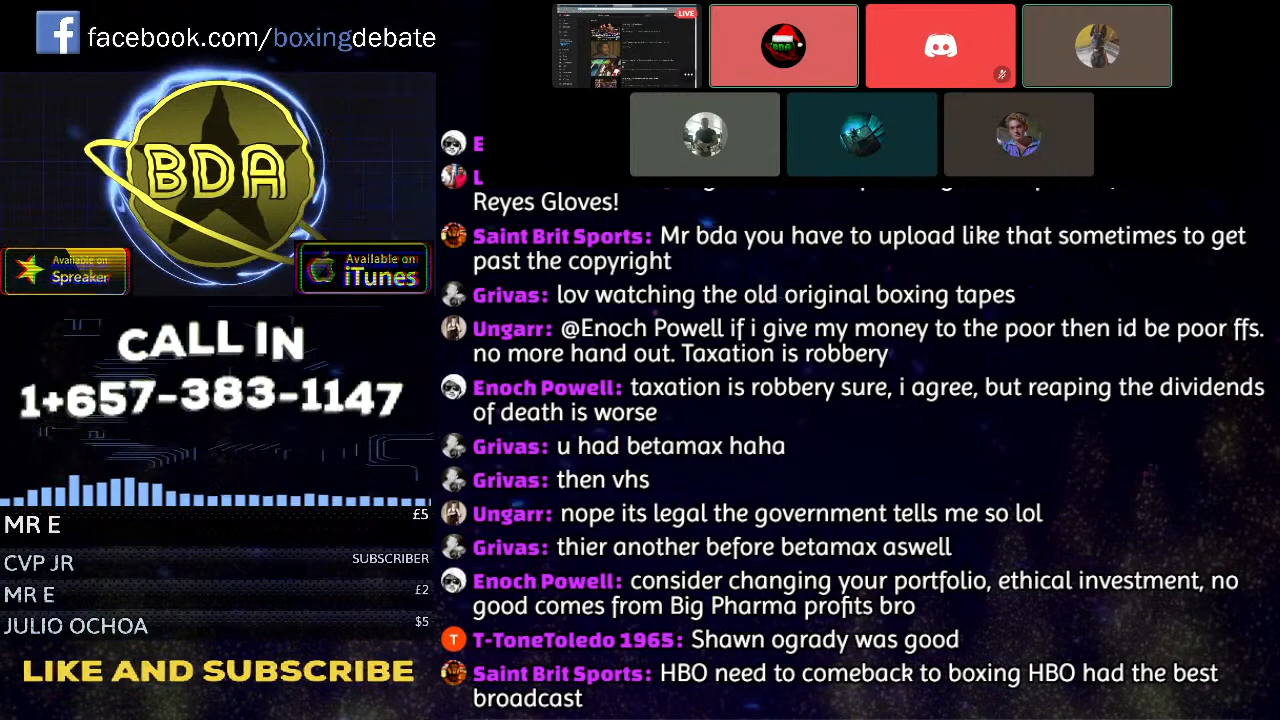 facebook.com/boxingdebate
LIVE
BDA
BDA
Available on
Spreaker
Available on
iTunes
CALL IN
1+657-383-1147
MR E £5
CVP JR SUBSCRIBER
MR E £2
JULIO OCHOA $5
LIKE AND SUBSCRIBE
E
L
Reyes Gloves!
Saint Brit Sports: Mr bda you have to upload like that sometimes to get
past the copyright
Grivas: lov watching the old original boxing tapes
Ungarr: @Enoch Powell if i give my money to the poor then id be poor ffs.
no more hand out. Taxation is robbery
Enoch Powell: taxation is robbery sure, i agree, but reaping the dividends
of death is worse
Grivas: u had betamax haha
Grivas: then vhs
Ungarr: nope its legal the government tells me so lol
Grivas: thier another before betamax aswell
Enoch Powell: consider changing your portfolio, ethical investment, no
good comes from Big Pharma profits bro
T
T-ToneToledo 1965: Shawn ogrady was good
Saint Brit Sports: HBO need to comeback to boxing HBO had the best
broadcast